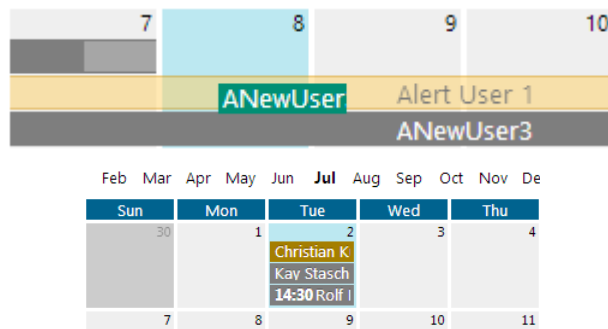 7 8 9 10
ANewUser Alert User 1
ANewUser3
Feb Mar Apr May Jun Jul Aug Sep Oct Nov De
Sun Mon Tue Wed Thu
30 1 2 3 4
Christian K
Kay Stasch
14:30 Rolf
7 8 9 10 11